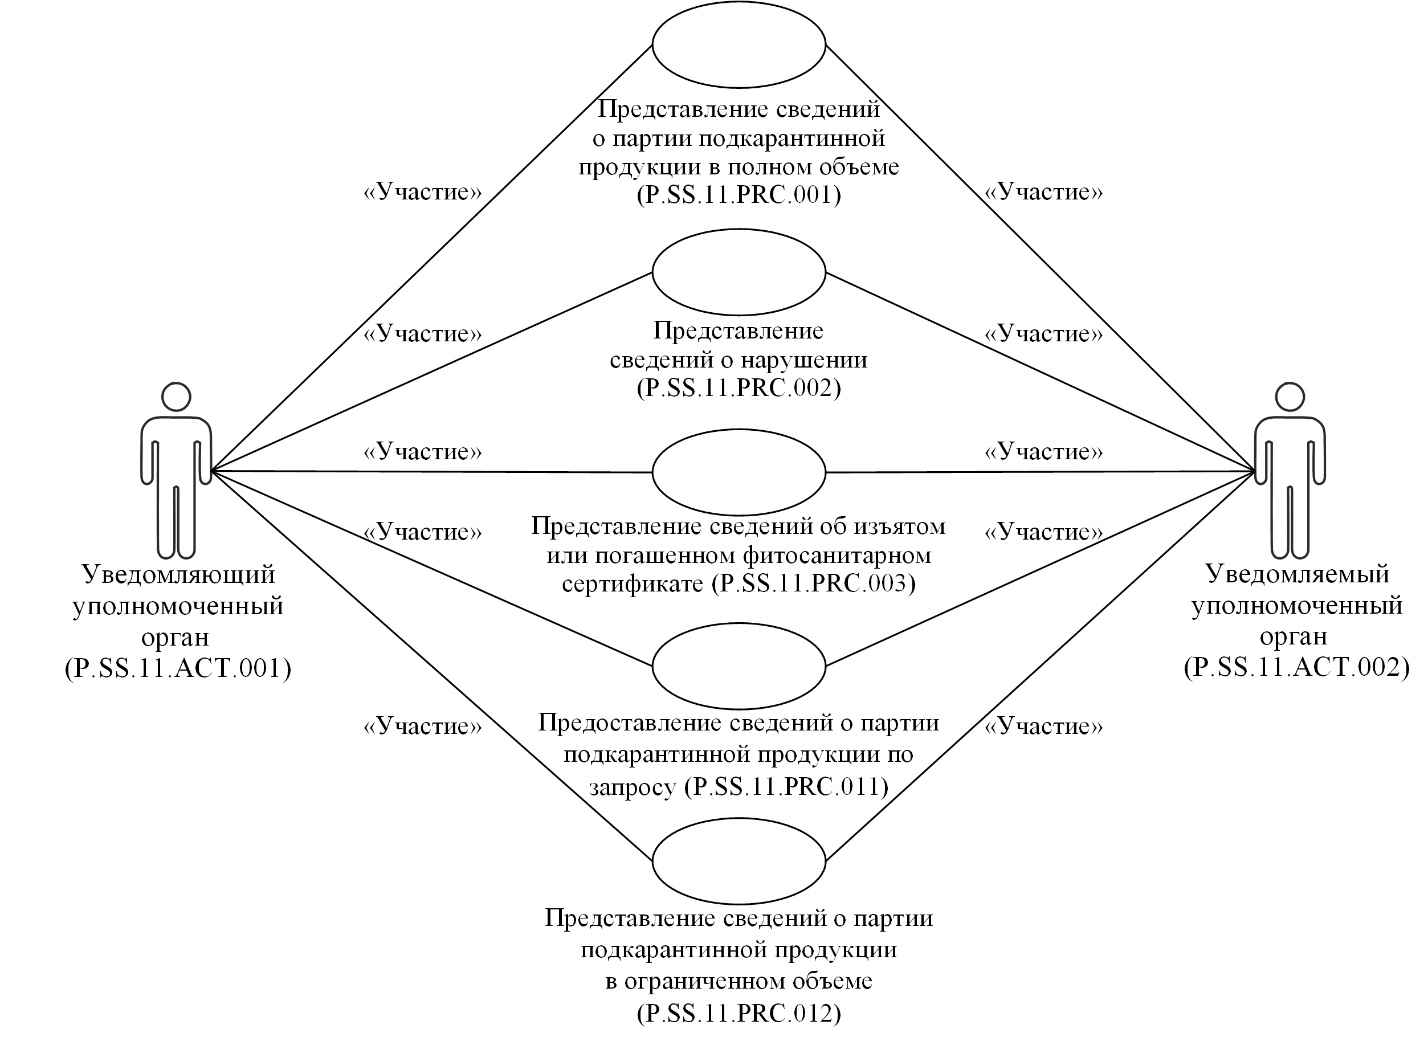 Представление сведений
о партии подкарантинной
продукции в полном объеме
(P.SS.11.PRC.001)
«Участие»
«Участие»
Представление
сведений о нарушении
(P.SS.11.PRC.002)
«Участие»
«Участие»
«Участие»
«Участие»
Представление сведений об изъятом
или погашенном фитосанитарном
сертификате (P.SS.11.PRC.003)
«Участие»
«Участие»
Уведомляющий
уполномоченный
орган
(P.SS.11.ACT.001)
Уведомляемый
уполномоченный
орган
(P.SS.11.ACT.002)
Предоставление сведений о партии
подкарантинной продукции по
запросу (P.SS.11.PRC.011)
«Участие»
«Участие»
Представление сведений о партии
подкарантинной продукции
в ограниченном объеме
(P.SS.11.PRC.012)